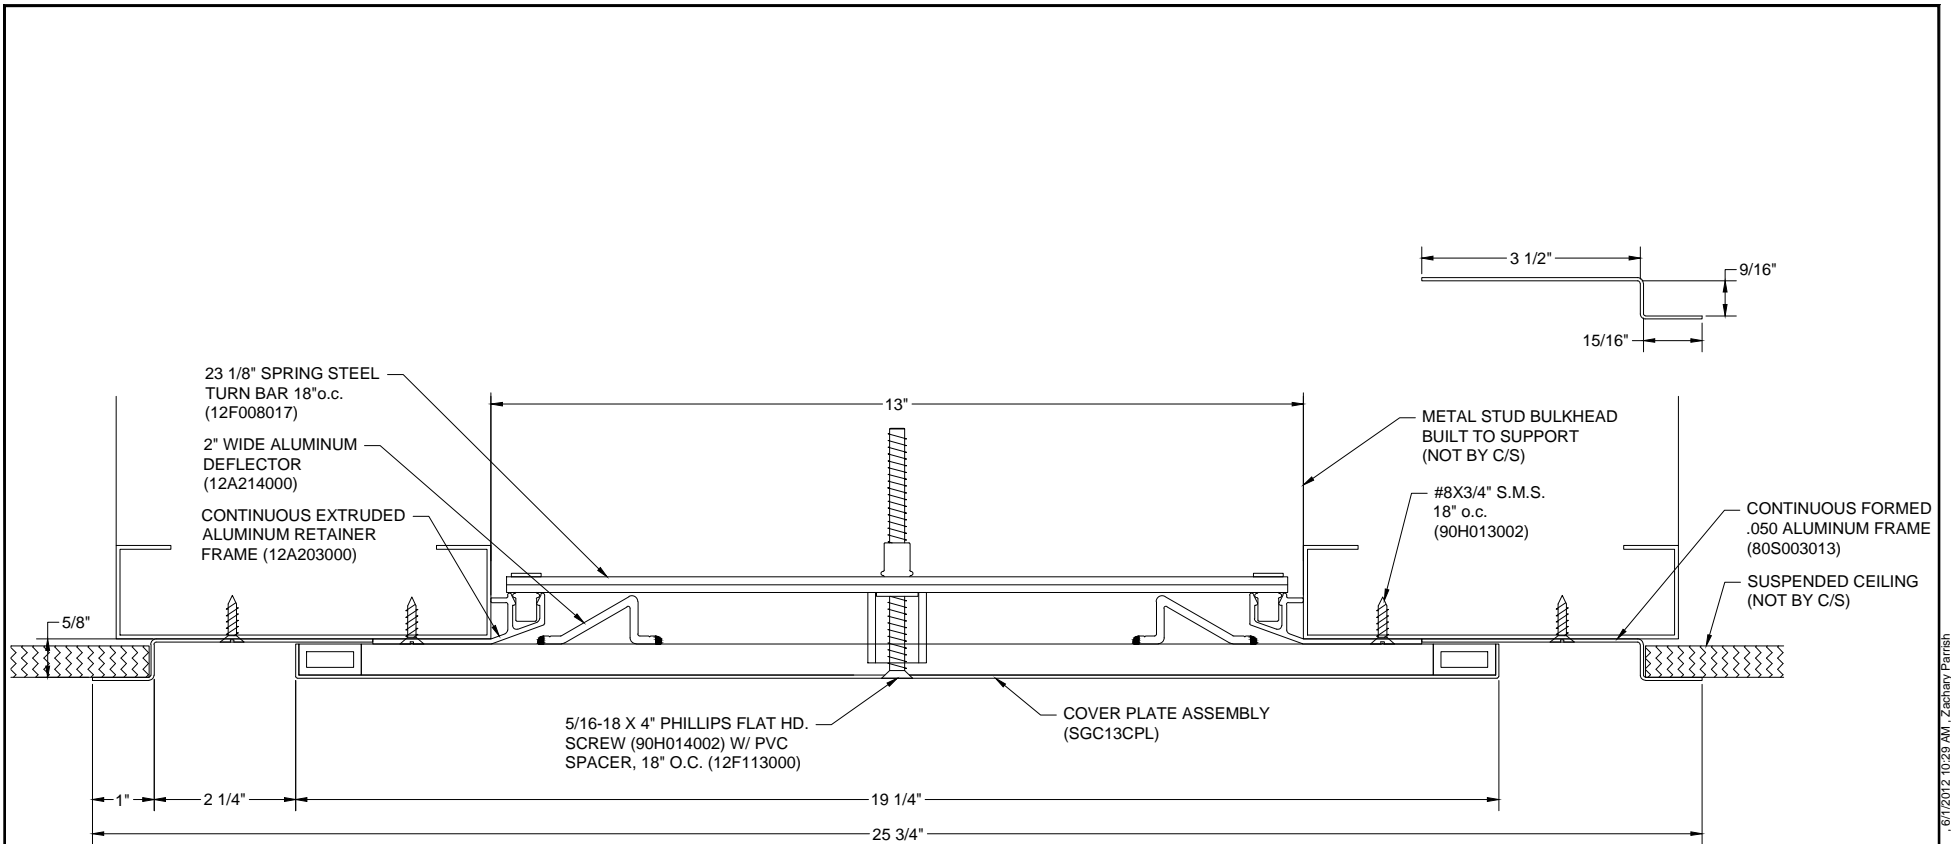 3 1/2"
9/16"
15/16"
23 1/8" SPRING STEEL
TURN BAR 18"o.c.
(12F008017)
2" WIDE ALUMINUM
DEFLECTOR
(12A214000)
CONTINUOUS EXTRUDED
ALUMINUM RETAINER
FRAME (12A203000)
13"
METAL STUD BULKHEAD
BUILT TO SUPPORT
(NOT BY C/S)
#8X3/4" S.M.S.
18" o.c.
(90H013002)
CONTINUOUS FORMED
.050 ALUMINUM FRAME
(80S003013)
SUSPENDED CEILING
(NOT BY C/S)
5/8"
5/16-18 X 4" PHILLIPS FLAT HD.
SCREW (90H014002) W/ PVC
SPACER, 18" O.C. (12F113000)
COVER PLATE ASSEMBLY
(SGC13CPL)
1"
2 1/4"
19 1/4"
25 3/4"
, 6/1/2012 10:29 AM, Zachary Parrish